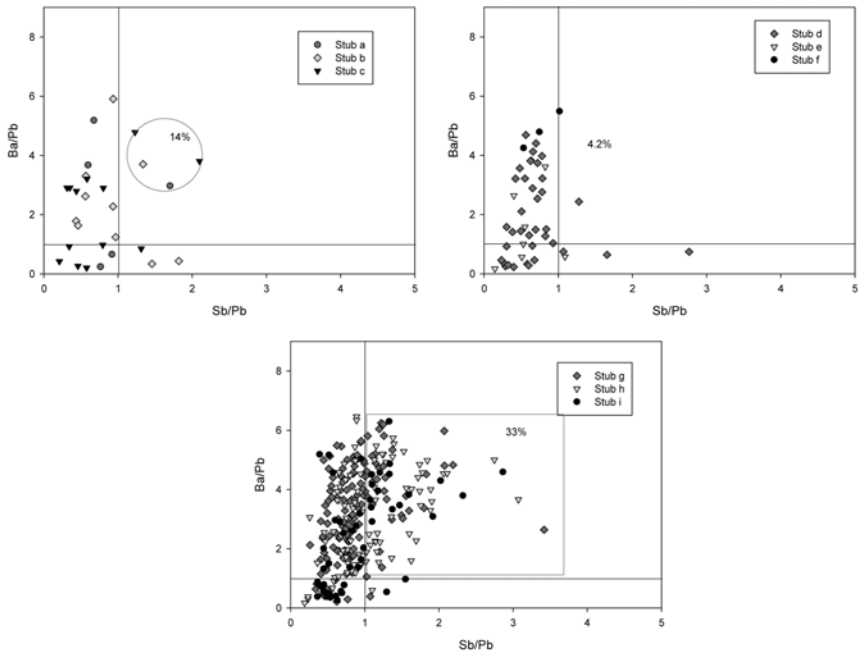 Stub a
Stub b
Stub c
14%
Ba/Pb
8
6
4
2
0
0 1 2 3 4 5
Sb/Pb
Stub d
Stub e
Stub f
4.2%
Ba/Pb
8
6
4
2
0
0 1 2 3 4 5
Sb/Pb
Stub g
Stub h
Stub i
33%
Ba/Pb
8
6
4
2
0
0 1 2 3 4 5
Sb/Pb